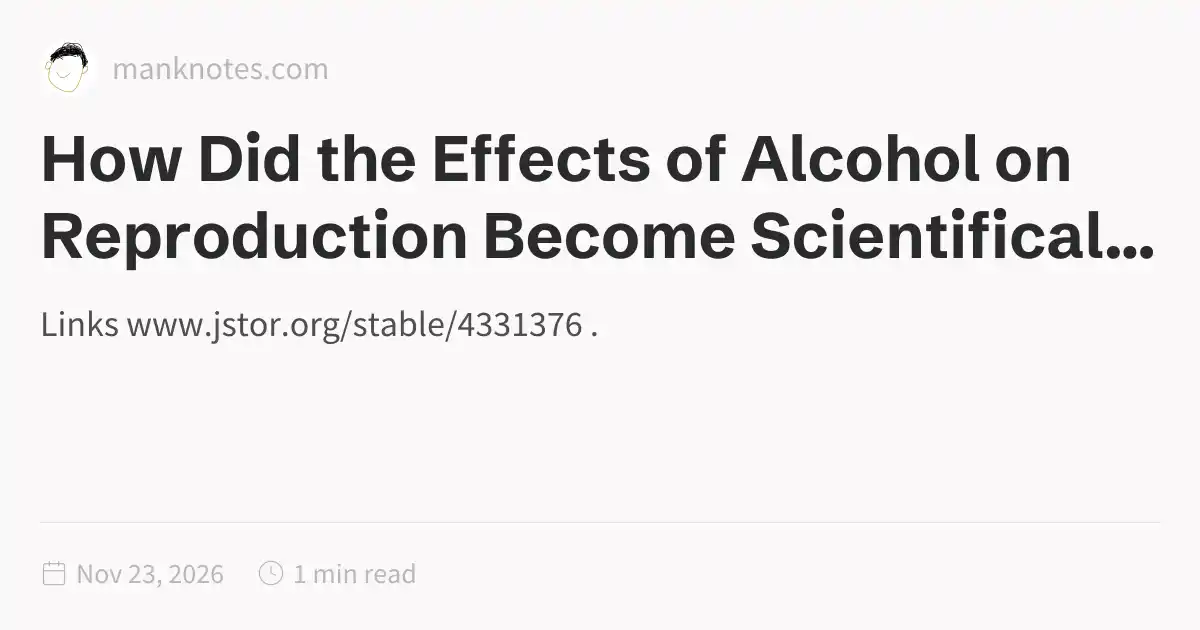 manknotes.com
How Did the Effects of Alcohol on
Reproduction Become Scientifical...
Links www.jstor.org/stable/4331376 .
Nov 23, 2026 1 min read